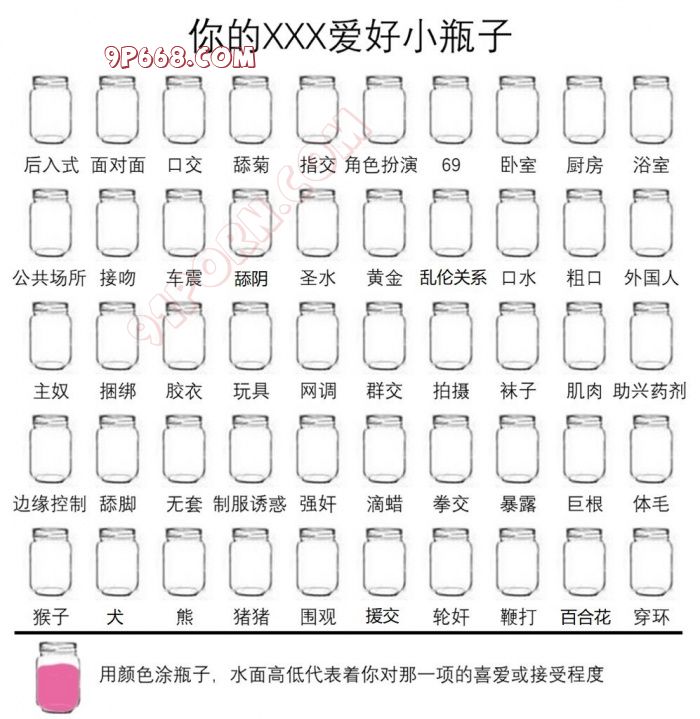 你的XXX爱好小瓶子
9P668.COM
后入式 面对面 口交 舔菊 指交 角色扮演 69 卧室 厨房 浴室
公共场所 接吻 车震 舔阴 圣水 黄金 乱伦关系 口水 粗口 外国人
91PORN.COM
主奴 捆绑 胶衣 玩具 网调 群交 拍摄 袜子 肌肉 助兴药剂
边缘控制 舔脚 无套 制服诱惑 强奸 滴蜡 拳交 暴露 巨根 体毛
猴子 犬 熊 猪猪 围观 援交 轮奸 鞭打 百合花 穿环
用颜色涂瓶子，水面高低代表着你对那一项的喜爱或接受程度